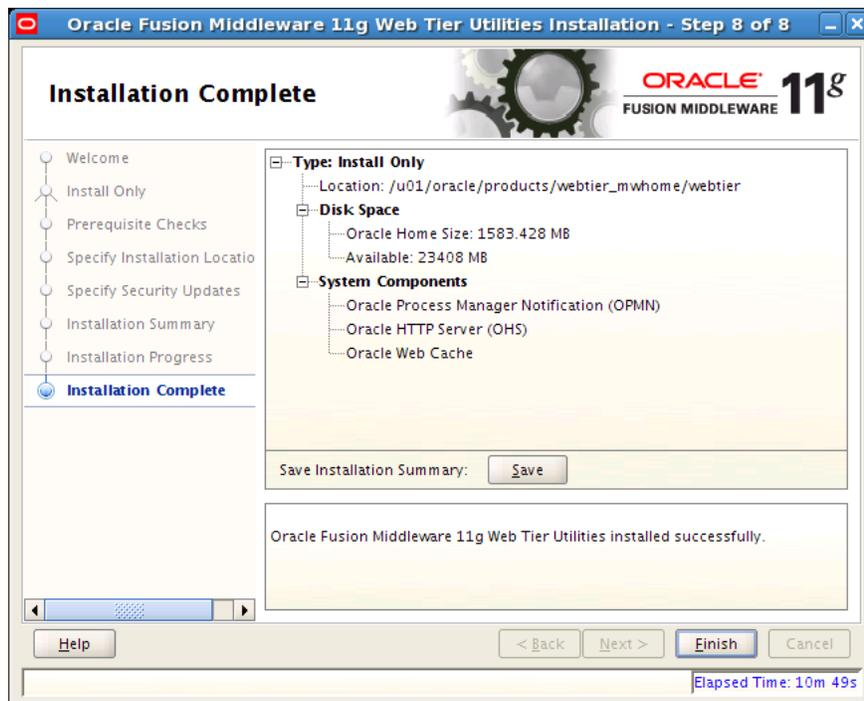 Oracle Fusion Middleware 11g Web Tier Utilities Installation - Step 8 of 8
Installation Complete
ORACLE
FUSION MIDDLEWARE
11g
Welcome
Install Only
Prerequisite Checks
Specify Installation Locatio
Specify Security Updates
Installation Summary
Installation Progress
Installation Complete
Type: Install Only
Location: /u01/oracle/products/webtier_mwhome/webtier
Disk Space
Oracle Home Size: 1583.428 MB
Available: 23408 MB
System Components
Oracle Process Manager Notification (OPMN)
Oracle HTTP Server (OHS)
Oracle Web Cache
Save Installation Summary: Save
Oracle Fusion Middleware 11g Web Tier Utilities installed successfully.
Help < Back Next > Finish Cancel
Elapsed Time: 10m 49s